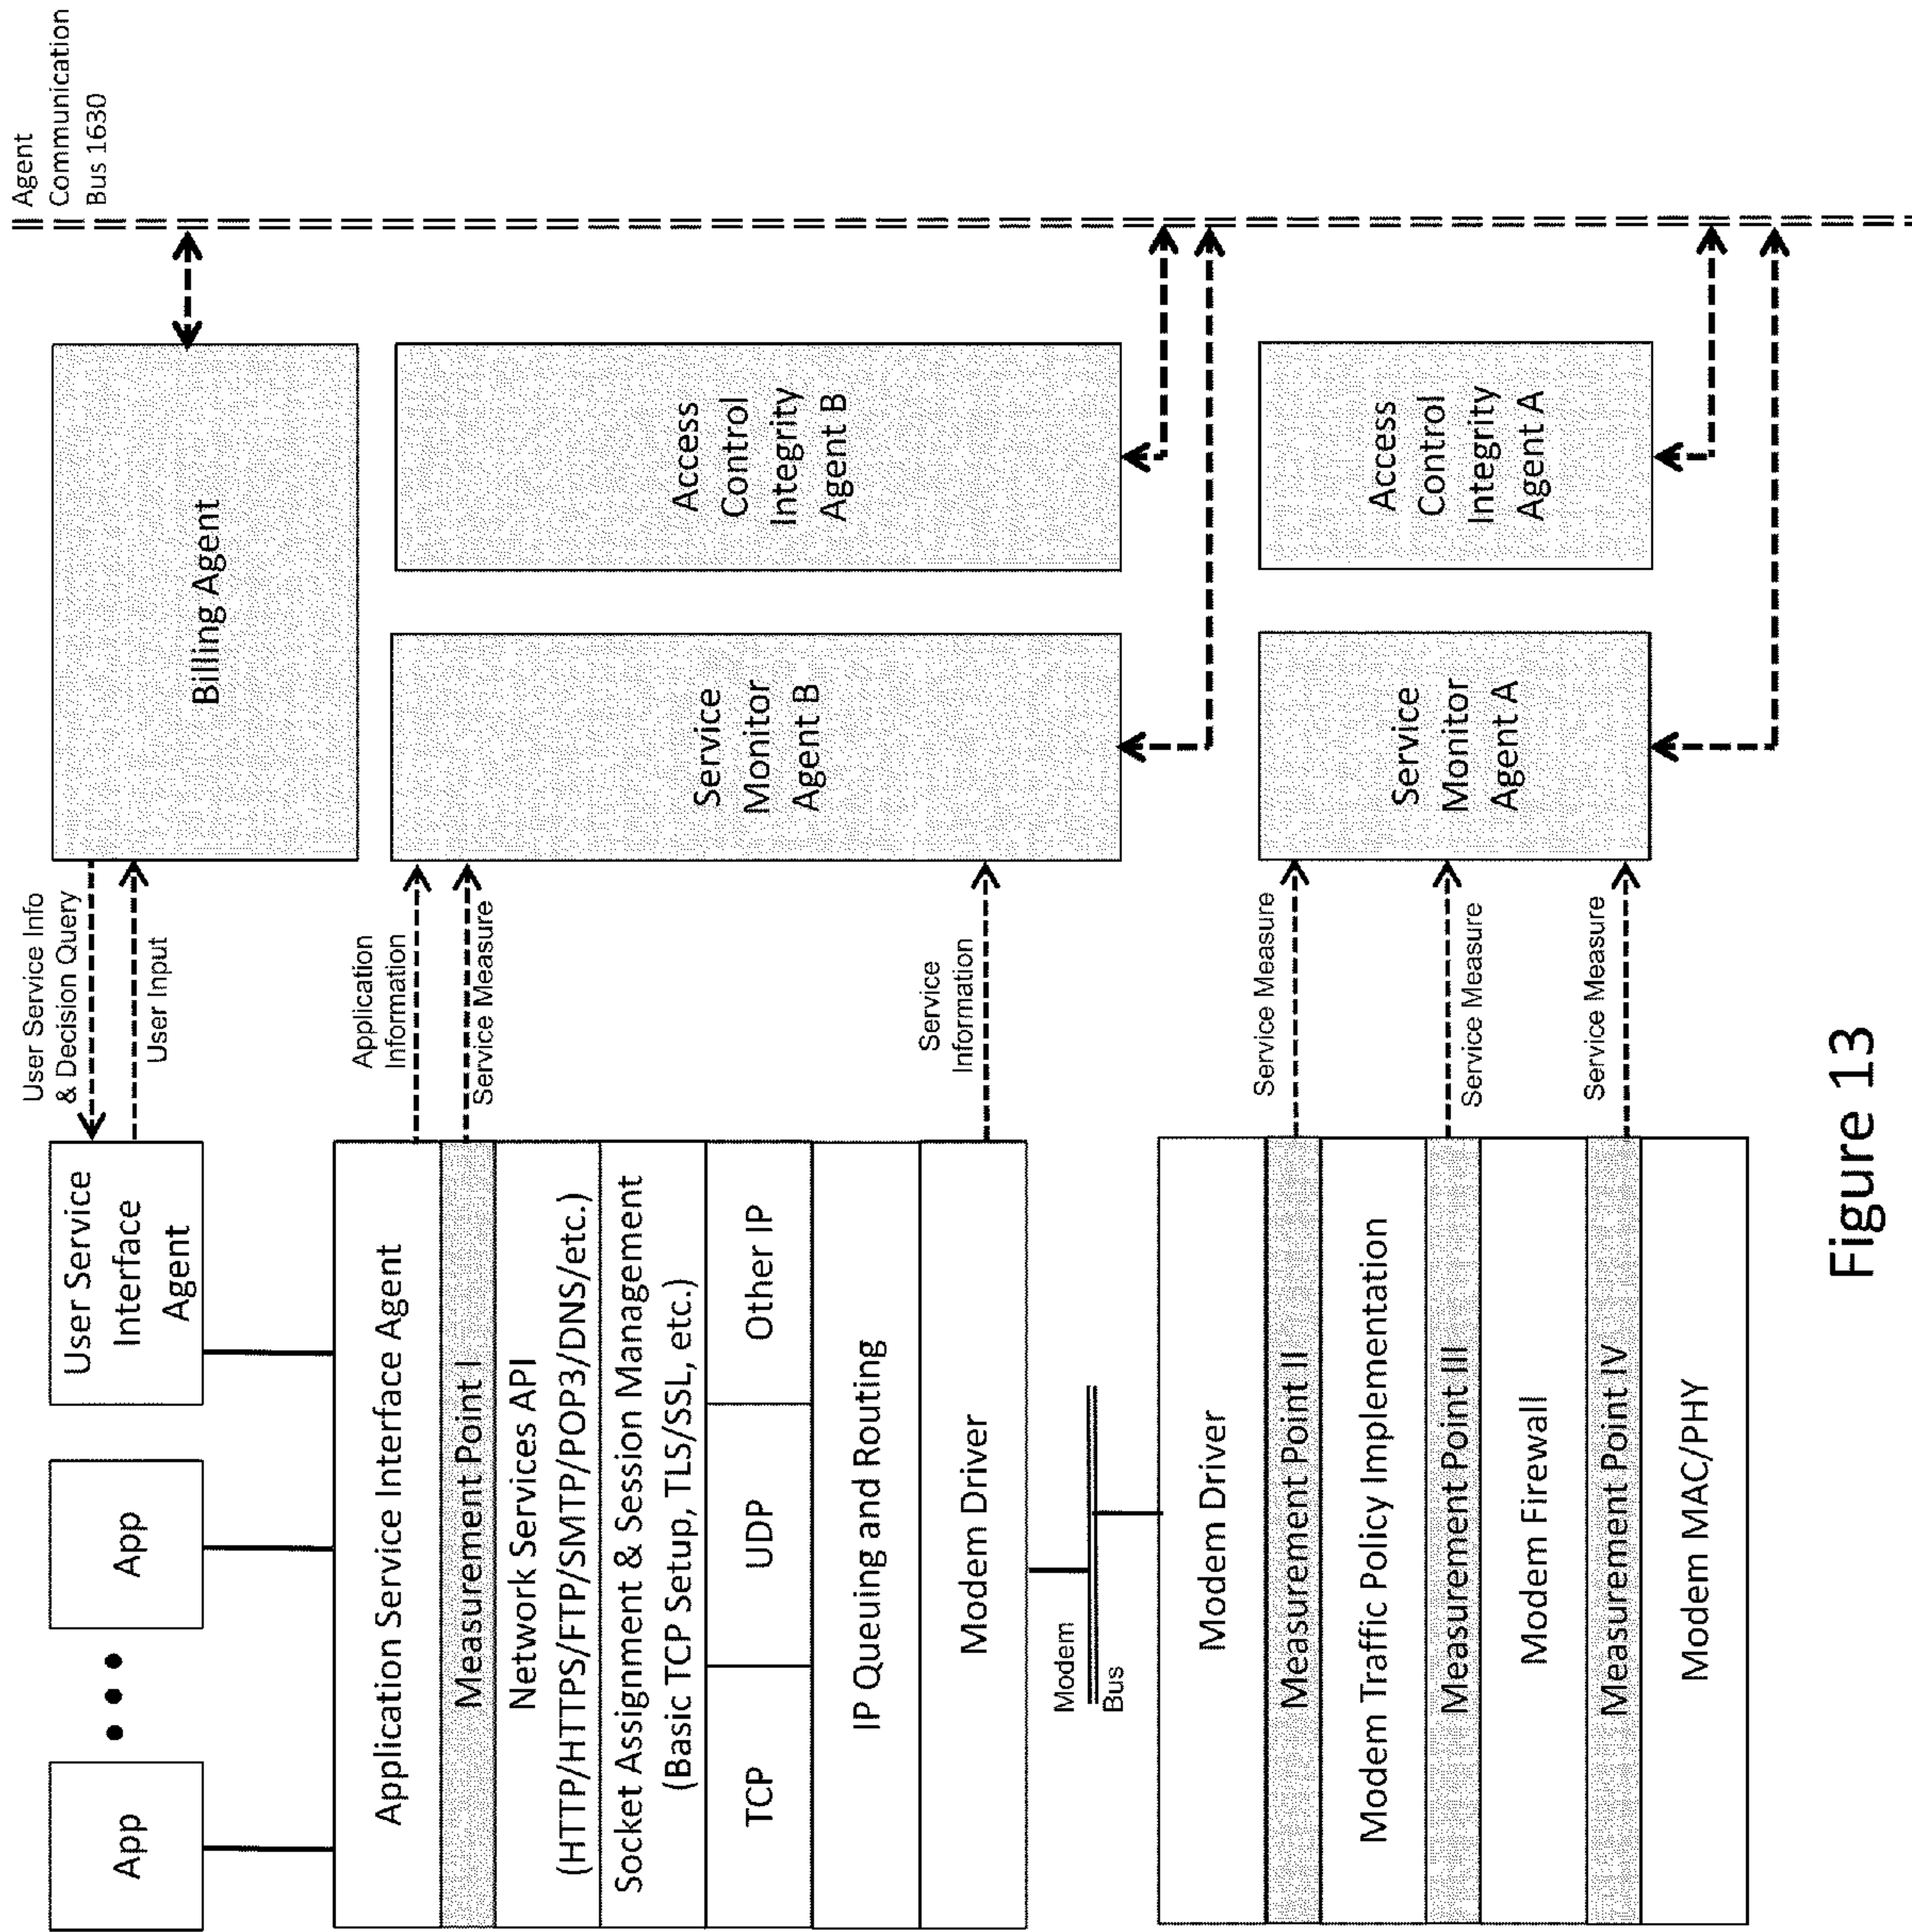 Agent
Communication
Bus 1630
User Service Info
& Decision Query
User Input
Billing Agent
User Service
Interface
Agent
App
App
Application Service Interface Agent
Measurement Point I
Network Services API
(HTTP/HTTPS/FTP/SMTP/POP3/DNS/etc.)
Socket Assignment & Session Management
(Basic TCP Setup, TLS/SSL, etc.)
TCP
UDP
Other IP
IP Queuing and Routing
Modem Driver
Application
Information
Service Measure
Service
Information
Service
Monitor
Agent B
Access
Control
Integrity
Agent B
Modem
Bus
Modem Driver
Measurement Point II
Modem Traffic Policy Implementation
Measurement Point III
Modem Firewall
Measurement Point IV
Modem MAC/PHY
Service Measure
Service Measure
Service Measure
Service
Monitor
Agent A
Access
Control
Integrity
Agent A
Figure 13